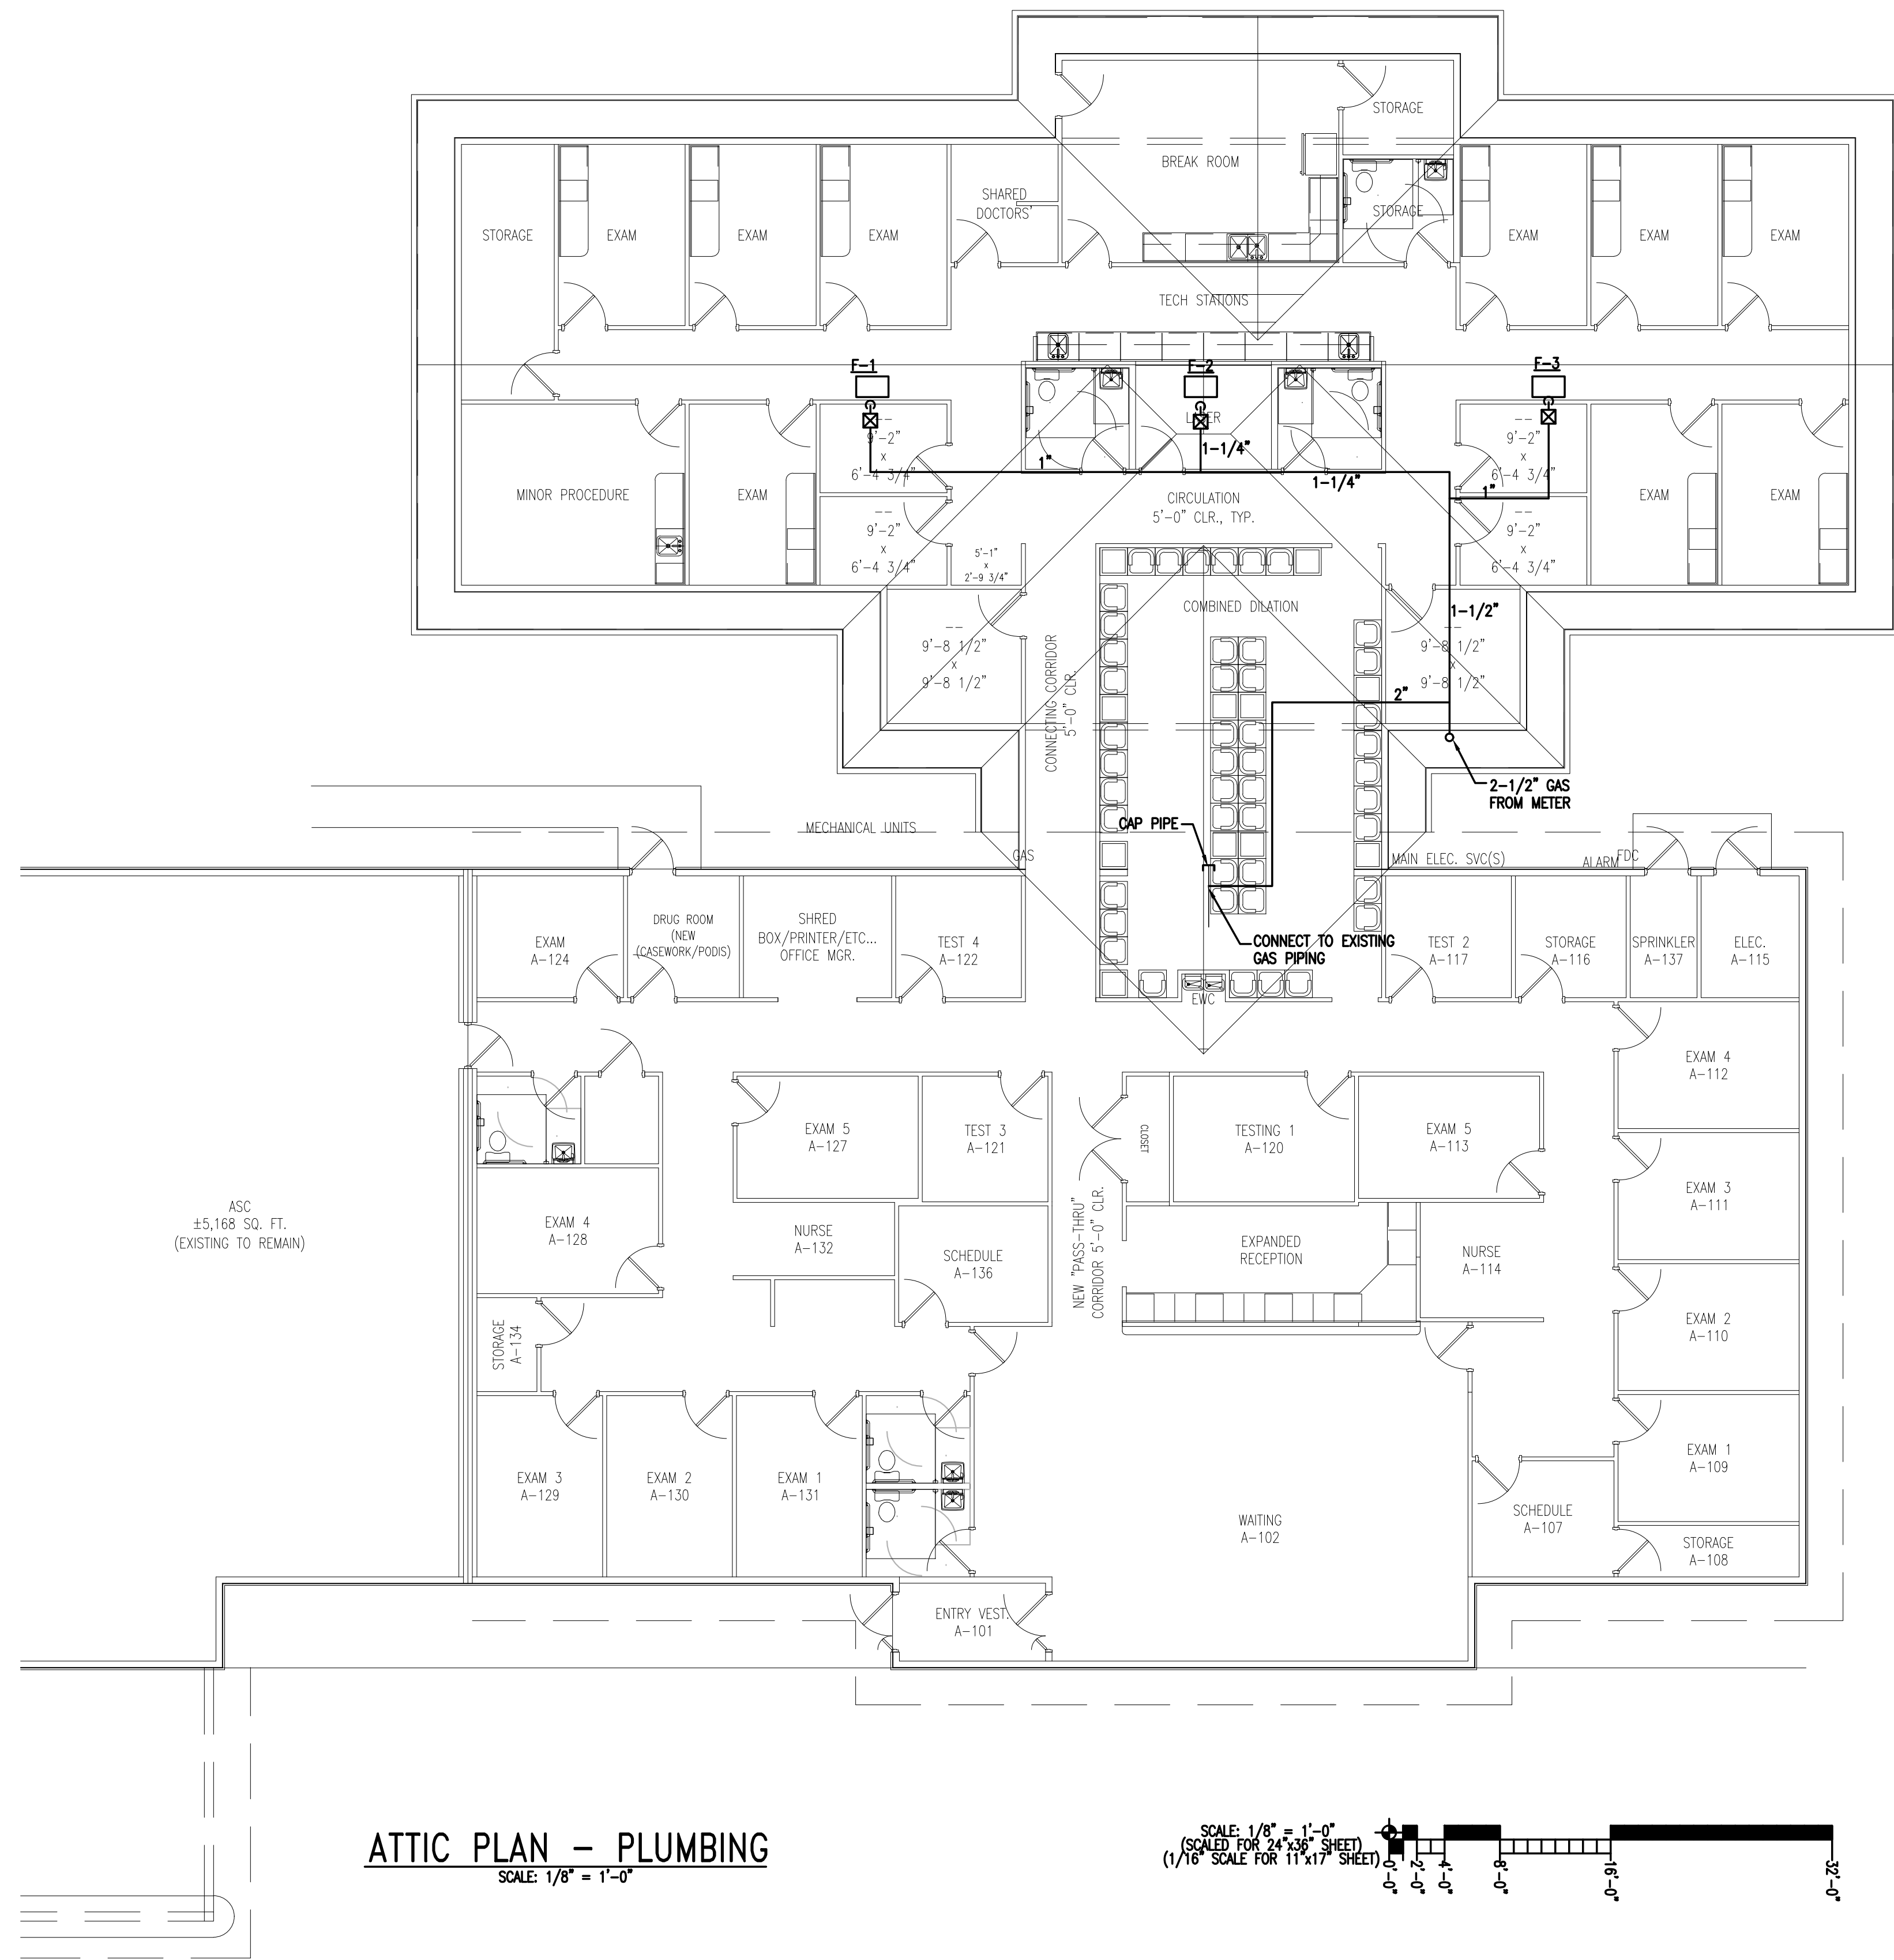 STORAGE
BREAK ROOM
SHARED
DOCTORS'
STORAGE
STORAGE
EXAM
EXAM
EXAM
EXAM
EXAM
EXAM
TECH STATIONS
F-1
F-2
F-3
LASER
--
9'-2"
x
6'-4 3/4"
1"
1-1/4"
1-1/4"
--
9'-2"
x
6'-4 3/4"
1"
MINOR PROCEDURE
EXAM
CIRCULATION
5'-0" CLR., TYP.
EXAM
EXAM
--
9'-2"
x
6'-4 3/4"
5'-1"
x
2'-9 3/4"
--
9'-2"
x
6'-4 3/4"
COMBINED DILATION
1-1/2"
--
9'-8 1/2"
x
9'-8 1/2"
CONNECTING CORRIDOR
5'-0" CLR.
--
9'-8 1/2"
x
9'-8 1/2"
2"
2-1/2" GAS
FROM METER
MECHANICAL UNITS
CAP PIPE
GAS
MAIN ELEC. SVC(S)
ALARM
FDC
EXAM
A-124
DRUG ROOM
(NEW
(CASEWORK/PODIS)
SHRED
BOX/PRINTER/ETC...
OFFICE MGR.
TEST 4
A-122
CONNECT TO EXISTING
GAS PIPING
TEST 2
A-117
STORAGE
A-116
SPRINKLER
A-137
ELEC.
A-115
EWC
EXAM 4
A-112
EXAM 5
A-127
TEST 3
A-121
CLOSET
TESTING 1
A-120
EXAM 5
A-113
EXAM 3
A-111
ASC
±5,168 SQ. FT.
(EXISTING TO REMAIN)
EXAM 4
A-128
NURSE
A-132
SCHEDULE
A-136
NEW "PASS-THRU"
CORRIDOR 5'-0" CLR.
EXPANDED
RECEPTION
NURSE
A-114
EXAM 2
A-110
STORAGE
A-134
EXAM 3
A-129
EXAM 2
A-130
EXAM 1
A-131
WAITING
A-102
SCHEDULE
A-107
EXAM 1
A-109
STORAGE
A-108
ENTRY VEST.
A-101
ATTIC PLAN - PLUMBING
SCALE: 1/8" = 1'-0"
SCALE: 1/8" = 1'-0"
(SCALED FOR 24"x36" SHEET)
(1/16" SCALE FOR 11"x17" SHEET)
0'-0"
2'-0"
4'-0"
8'-0"
16'-0"
32'-0"